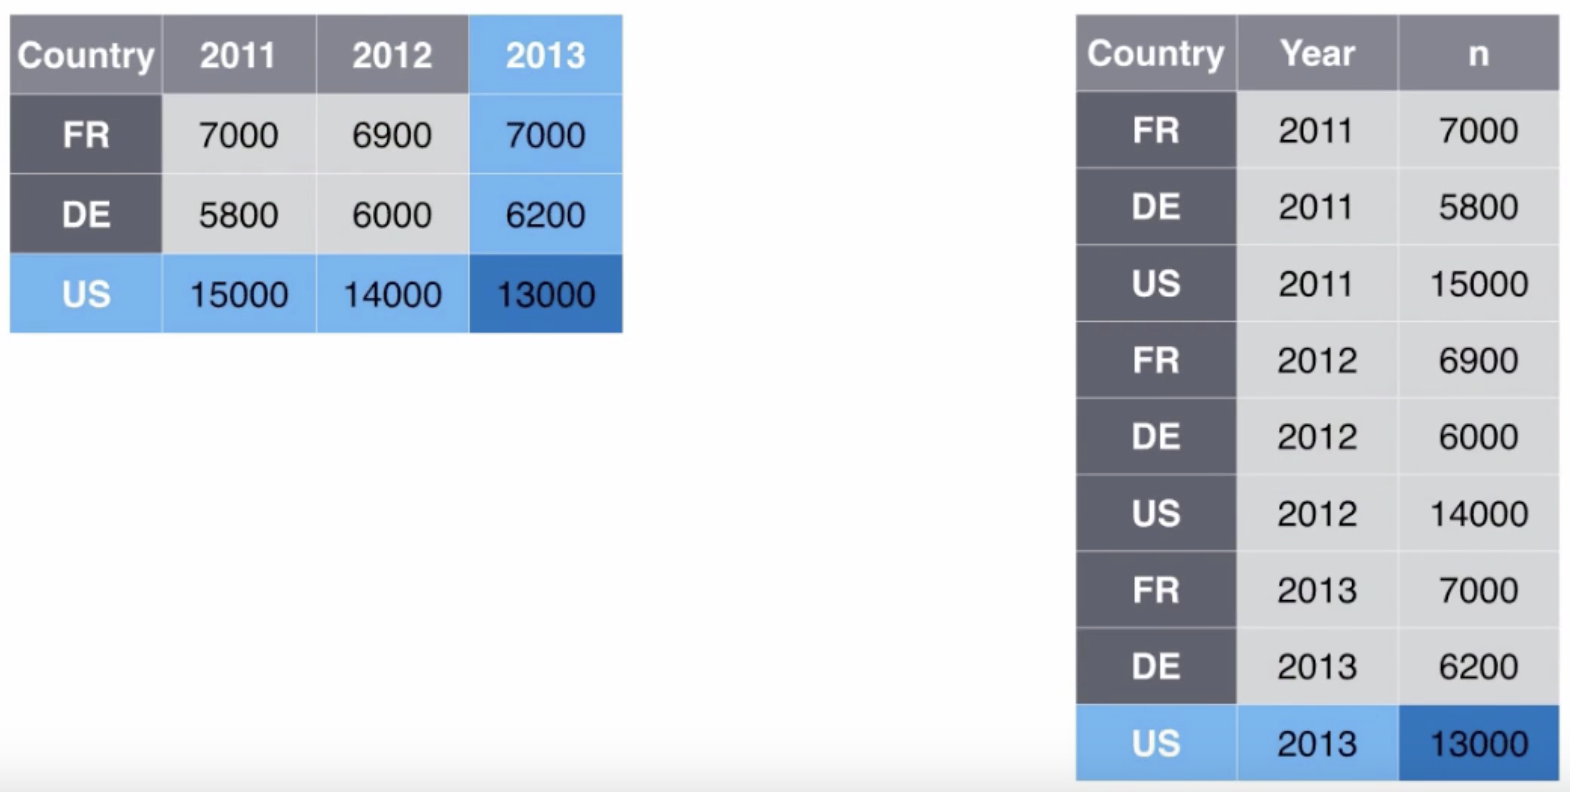 Country 2011 2012 2013
FR 7000 6900 7000
DE 5800 6000 6200
US 15000 14000 13000
Country Year n
FR 2011 7000
DE 2011 5800
US 2011 15000
FR 2012 6900
DE 2012 6000
US 2012 14000
FR 2013 7000
DE 2013 6200
US 2013 13000